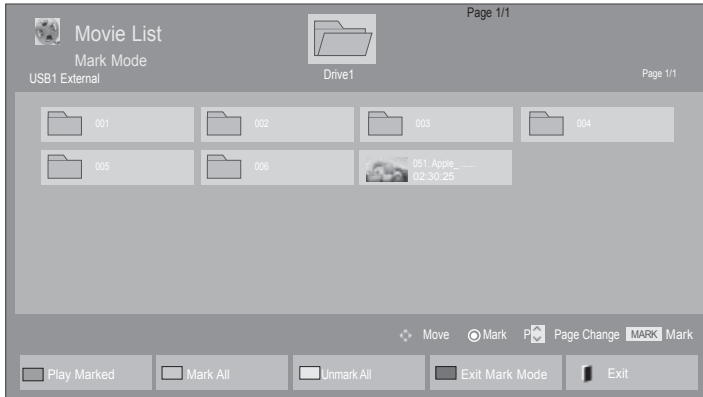 Page 1/1
Movie List
Mark Mode
USB1 External
Drive1
Page 1/1
001
002
003
004
005
006
051. Apple_ ......
02:30:25
Move
Mark
P
Page Change
MARK Mark
Play Marked
Mark All
Unmark All
Exit Mark Mode
Exit